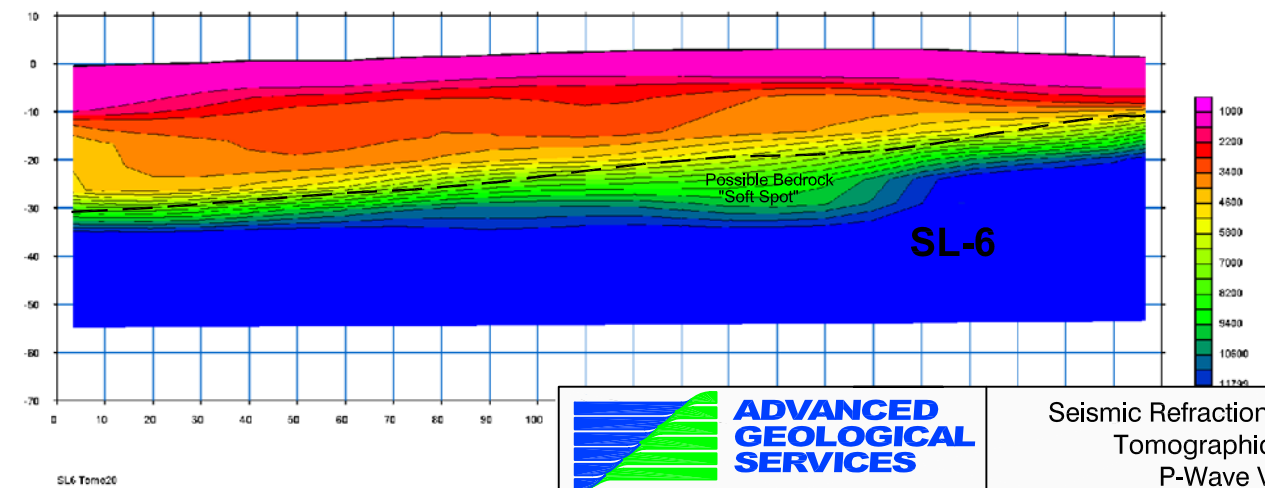 10
0
-10
-20
-30
-40
-50
-60
-70
0 10 20 30 40 50 60 70 80 90 100
Possible Bedrock
"Soft Spot"
SL-6
1000
2200
3400
4600
5800
7000
8200
9400
10600
11799
SL6 Tomo20
ADVANCED
GEOLOGICAL
SERVICES
Seismic Refraction
Tomographic
P-Wave V